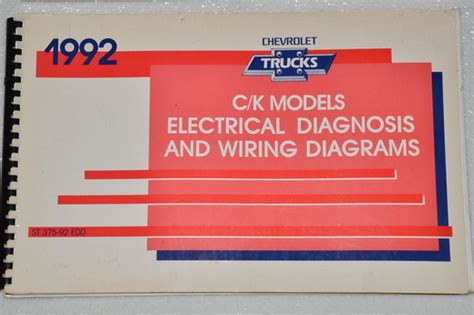 1992
CHEVROLET
TRUCKS
C/K MODELS
ELECTRICAL DIAGNOSIS
AND WIRING DIAGRAMS
ST 375-92 EDD